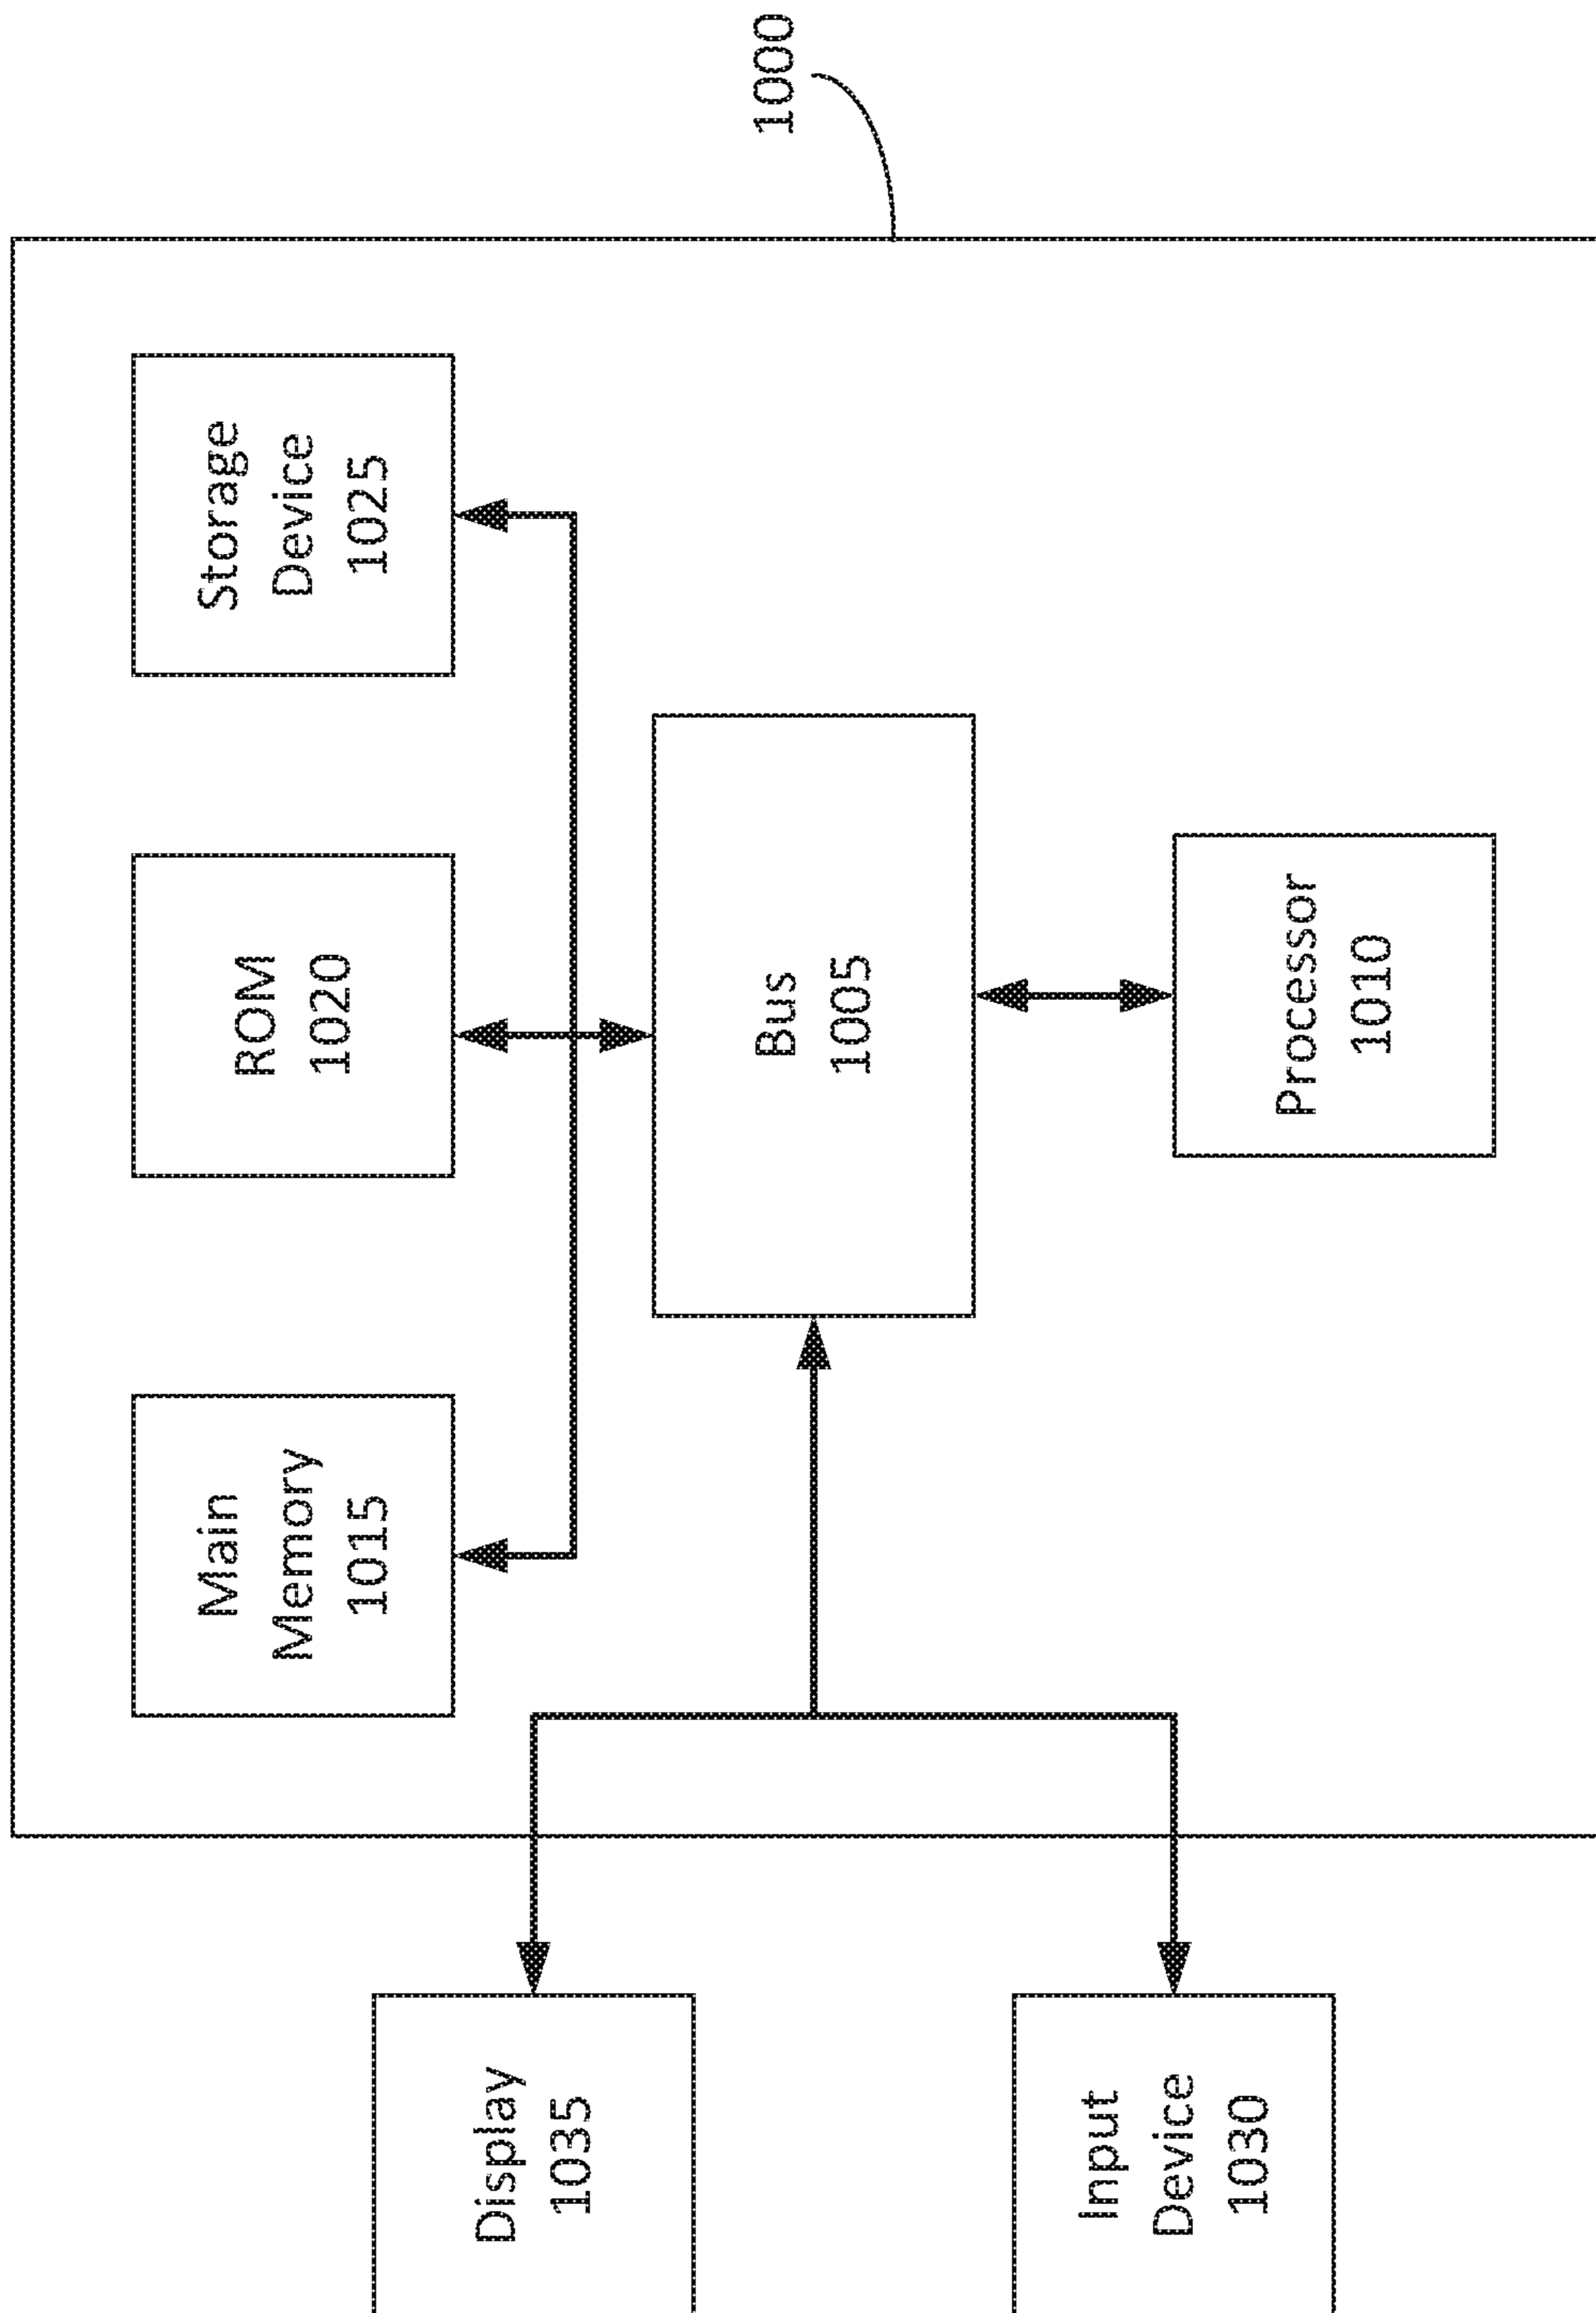 1000
Main
Memory
1015
ROM
1020
Storage
Device
1025
Display
1035
Bus
1005
Input
Device
1030
Processor
1010